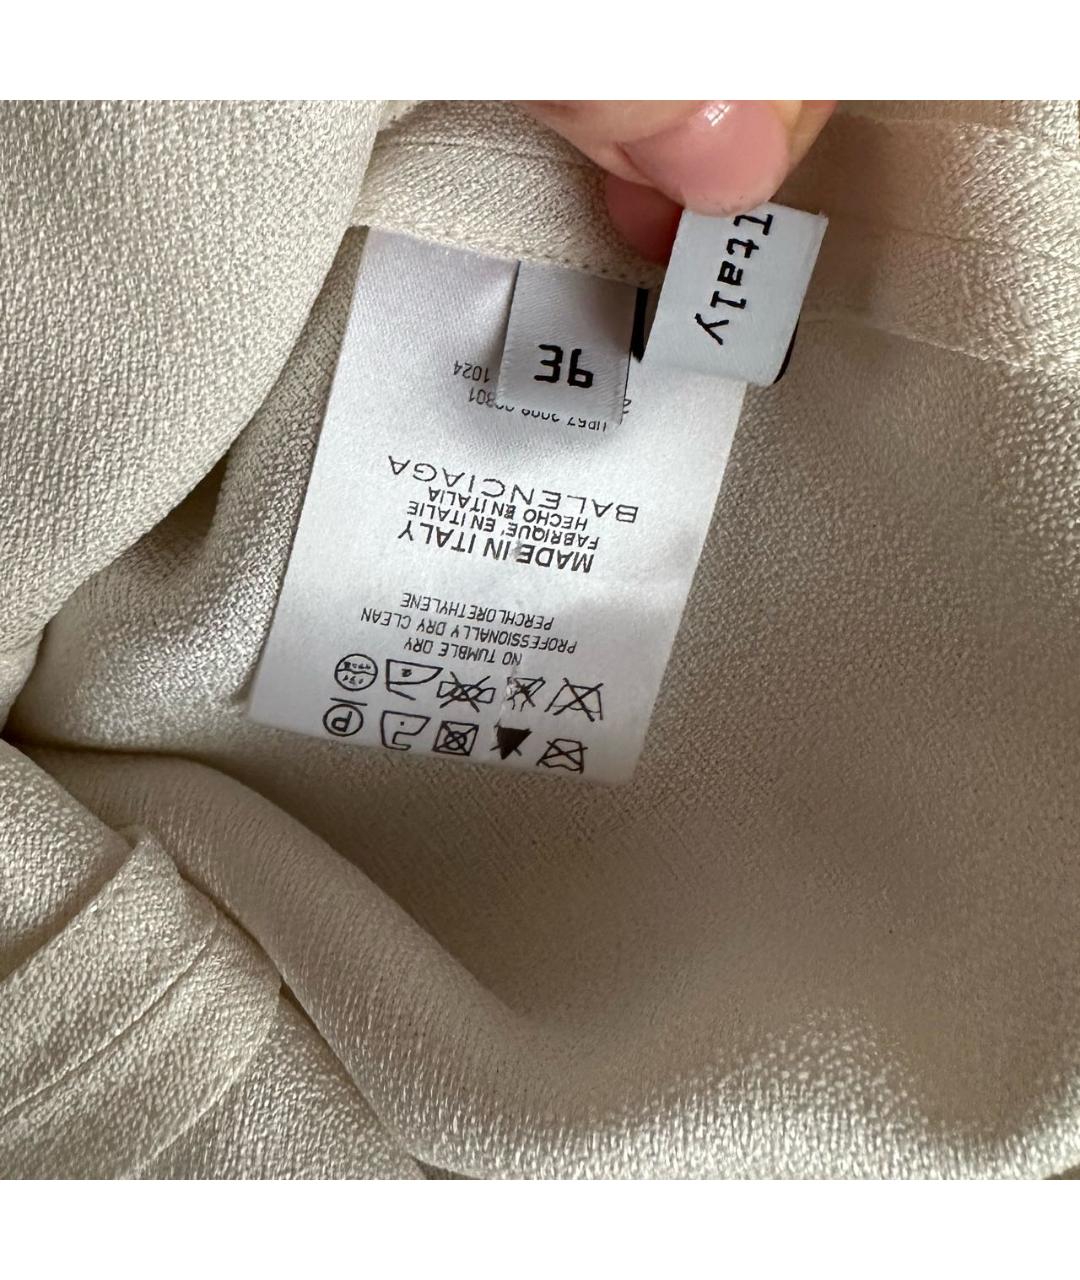 P
NO TUMBLE DRY
PROFESSIONALLY DRY CLEAN
PERCHLORETHYLENE
MADE IN ITALY
FABRIQUE' EN ITALIE
HECHO EN ITALIA
BALENCIAGA
1024
Italy